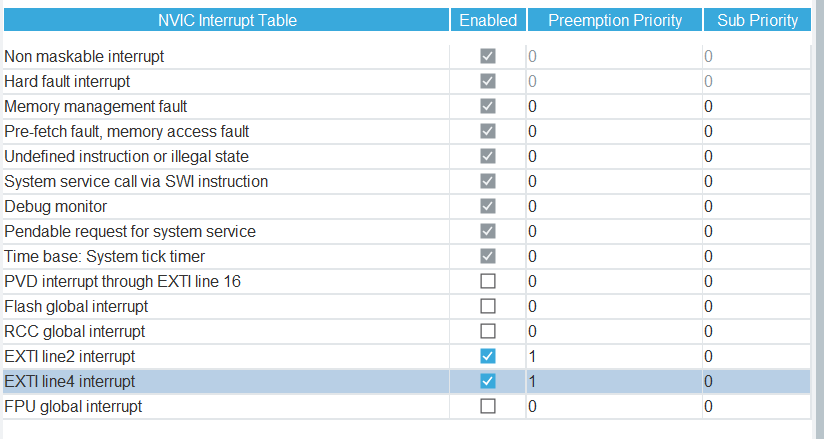 NVIC Interrupt Table Enabled Preemption Priority Sub Priority
Non maskable interrupt 0 0
Hard fault interrupt 0 0
Memory management fault 0 0
Pre-fetch fault, memory access fault 0 0
Undefined instruction or illegal state 0 0
System service call via SWI instruction 0 0
Debug monitor 0 0
Pendable request for system service 0 0
Time base: System tick timer 0 0
PVD interrupt through EXTI line 16 0 0
Flash global interrupt 0 0
RCC global interrupt 0 0
EXTI line2 interrupt 1 0
EXTI line4 interrupt 1 0
FPU global interrupt 0 0